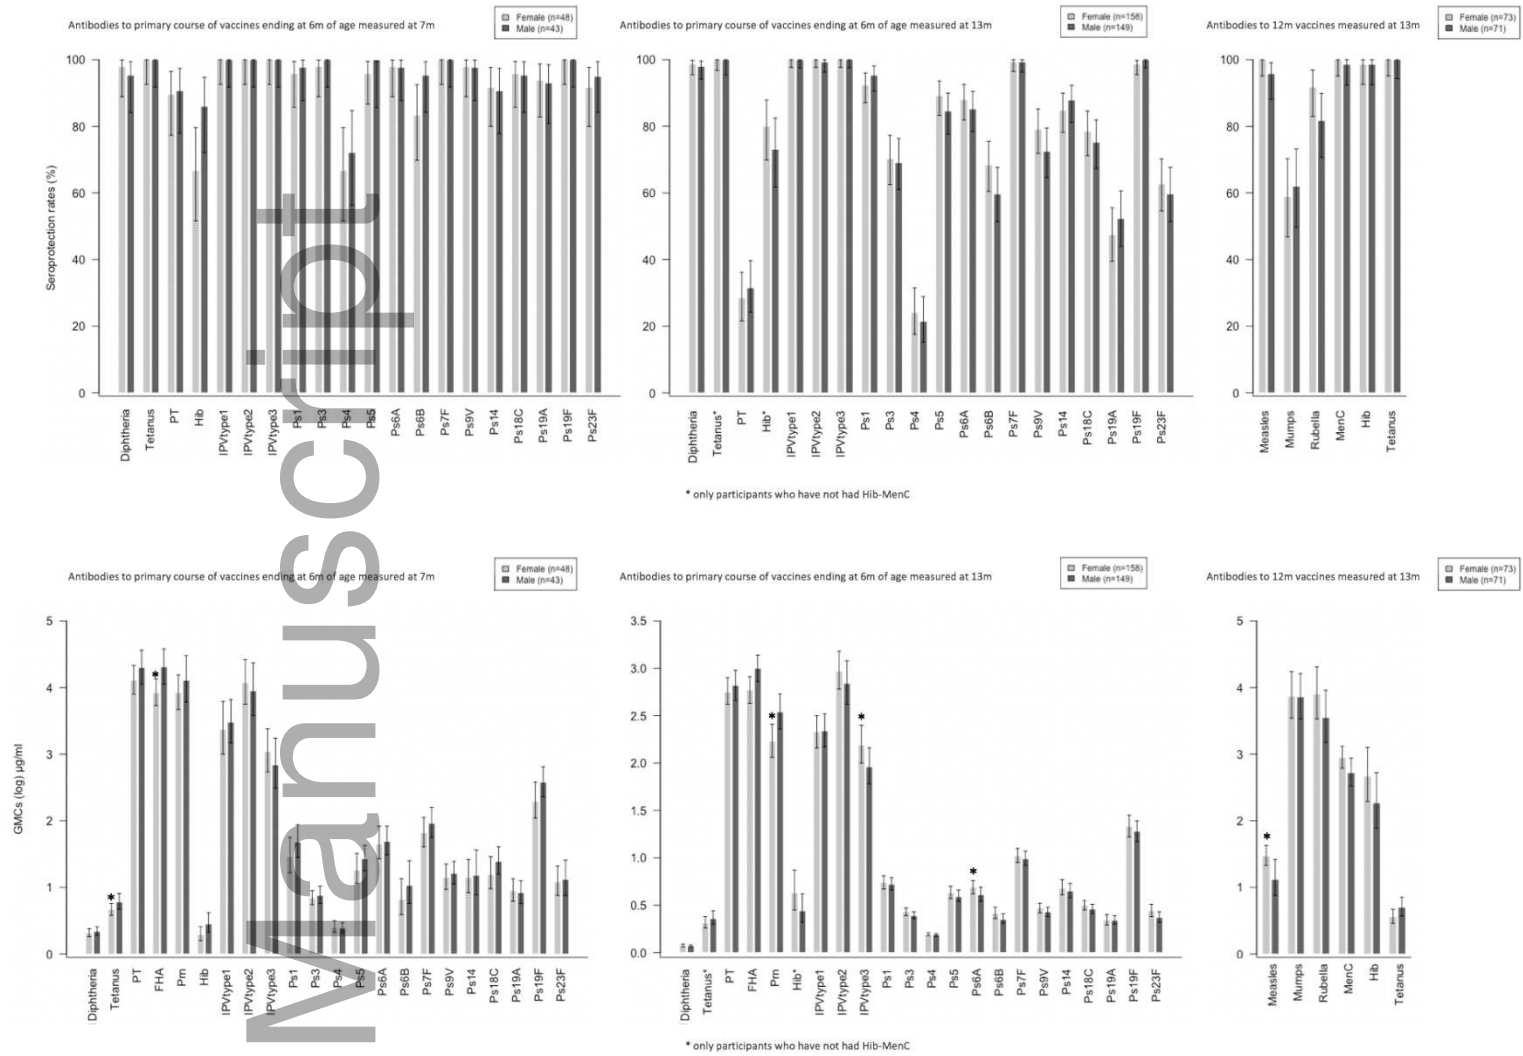 Antibodies to primary course of vaccines ending at 6m of age measured at 7m
Female (n=48)
Male (n=43)
Antibodies to primary course of vaccines ending at 6m of age measured at 13m
Female (n=158)
Male (n=149)
Antibodies to 12m vaccines measured at 13m
Female (n=73)
Male (n=71)
Seroprotection rates (%)
100
80
60
40
20
0
Diphtheria
Tetanus
PT
Hib
IPVtype1
IPVtype2
IPVtype3
Ps1
Ps3
Ps4
Ps5
Ps6A
Ps6B
Ps7F
Ps9V
Ps14
Ps18C
Ps19A
Ps19F
Ps23F
100
80
60
40
20
0
Diphtheria
Tetanus*
PT
Hib*
IPVtype1
IPVtype2
IPVtype3
Ps1
Ps3
Ps4
Ps5
Ps6A
Ps6B
Ps7F
Ps9V
Ps14
Ps18C
Ps19A
Ps19F
Ps23F
100
80
60
40
20
0
Measles
Mumps
Rubella
MenC
Hib
Tetanus
* only participants who have not had Hib-MenC
Antibodies to primary course of vaccines ending at 6m of age measured at 7m
Female (n=48)
Male (n=43)
Antibodies to primary course of vaccines ending at 6m of age measured at 13m
Female (n=158)
Male (n=149)
Antibodies to 12m vaccines measured at 13m
Female (n=73)
Male (n=71)
GMCs (log) µg/ml
5
4
3
2
1
0
*
*
Diphtheria
Tetanus
PT
FHA
Prn
Hib
IPVtype1
IPVtype2
IPVtype3
Ps1
Ps3
Ps4
Ps5
Ps6A
Ps6B
Ps7F
Ps9V
Ps14
Ps18C
Ps19A
Ps19F
Ps23F
3.5
3.0
2.5
2.0
1.5
1.0
0.5
0.0
*
*
*
Diphtheria
Tetanus*
PT
FHA
Prn
Hib*
IPVtype1
IPVtype2
IPVtype3
Ps1
Ps3
Ps4
Ps5
Ps6A
Ps6B
Ps7F
Ps9V
Ps14
Ps18C
Ps19A
Ps19F
Ps23F
5
4
3
2
1
0
*
Measles
Mumps
Rubella
MenC
Hib
Tetanus
* only participants who have not had Hib-MenC
Manuscript